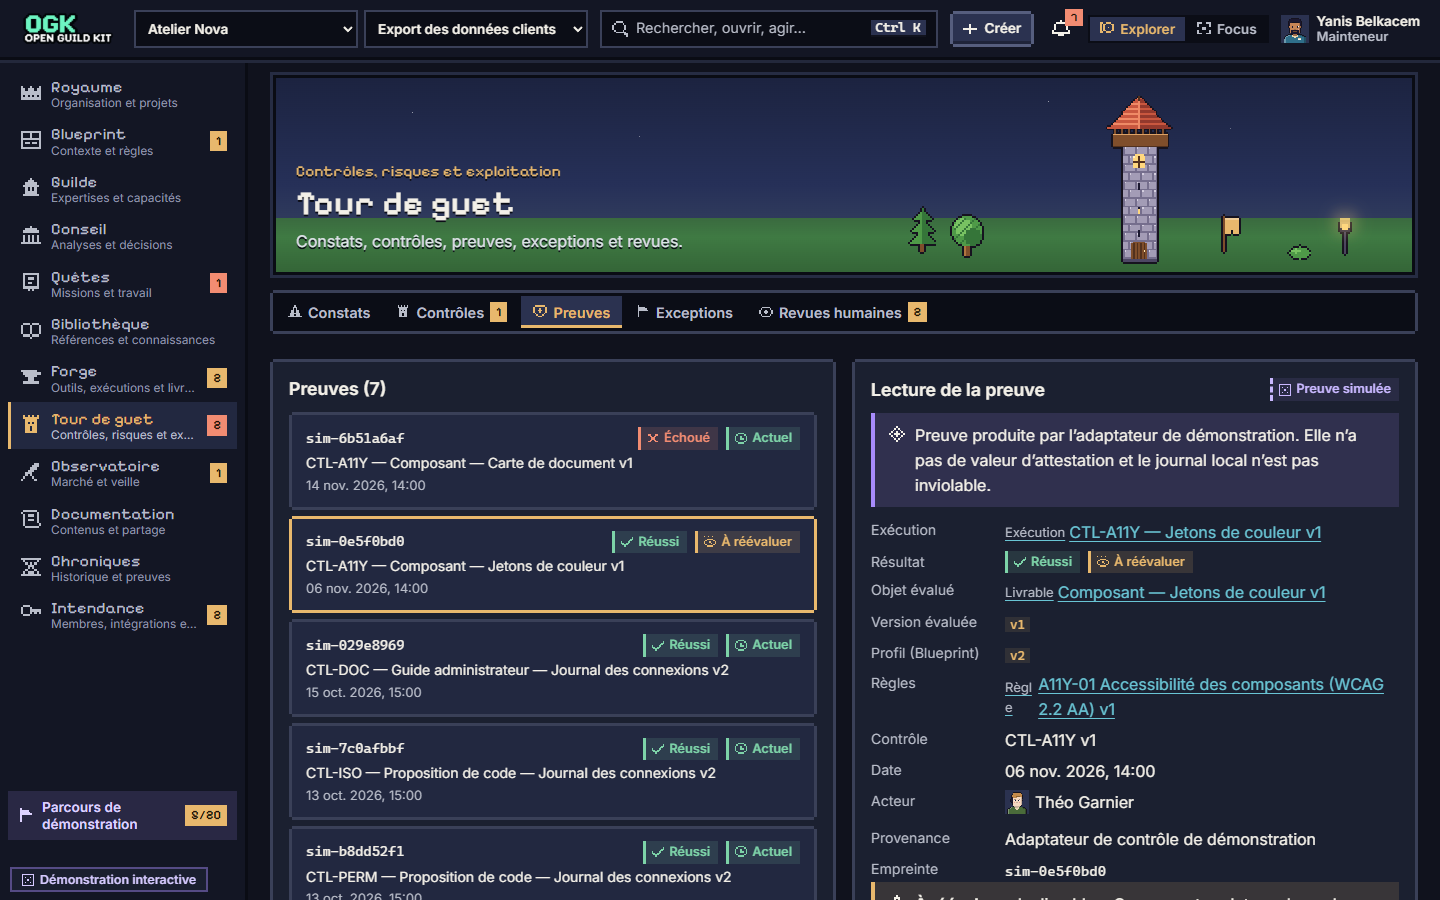 OGK
OPEN GUILD KIT
Atelier Nova
Export des données clients
Rechercher, ouvrir, agir...
Ctrl K
Créer
Explorer
Focus
Yanis Belkacem
Mainteneur
Royaume
Organisation et projets
Blueprint
Contexte et règles
1
Guilde
Expertises et capacités
Conseil
Analyses et décisions
Quêtes
Missions et travail
1
Bibliothèque
Références et connaissances
Forge
Outils, exécutions et livr...
8
Tour de guet
Contrôles, risques et ex...
8
Observatoire
Marché et veille
1
Documentation
Contenus et partage
Chroniques
Historique et preuves
Intendance
Membres, intégrations e...
8
Parcours de démonstration
Démonstration interactive
Contrôles, risques et exploitation
Tour de guet
Constats, contrôles, preuves, exceptions et revues.
Constats
Contrôles 1
Preuves
Exceptions
Revues humaines 8
Preuves (7)
sim-6b51a6af
Échoué
Actuel
CTL-A11Y — Composant — Carte de document v1
14 nov. 2026, 14:00
sim-0e5f0bd0
Réussi
À réévaluer
CTL-A11Y — Composant — Jetons de couleur v1
06 nov. 2026, 14:00
sim-029e8969
Réussi
Actuel
CTL-DOC — Guide administrateur — Journal des connexions v2
15 oct. 2026, 15:00
sim-7c0afbbf
Réussi
Actuel
CTL-ISO — Proposition de code — Journal des connexions v2
13 oct. 2026, 15:00
sim-b8dd52f1
Réussi
Actuel
CTL-PERM — Proposition de code — Journal des connexions v2
13 oct. 2026, 15:00
Lecture de la preuve
Preuve simulée
Preuve produite par l’adaptateur de démonstration. Elle n’a
pas de valeur d’attestation et le journal local n’est pas
inviolable.
Exécution
Exécution CTL-A11Y — Jetons de couleur v1
Résultat
Réussi
À réévaluer
Objet évalué
Livrable Composant — Jetons de couleur v1
Version évaluée
v1
Profil (Blueprint)
v2
Règles
Règle
A11Y-01 Accessibilité des composants (WCAG
2.2 AA) v1
Contrôle
CTL-A11Y v1
Date
06 nov. 2026, 14:00
Acteur
Théo Garnier
Provenance
Adaptateur de contrôle de démonstration
Empreinte
sim-0e5f0bd0